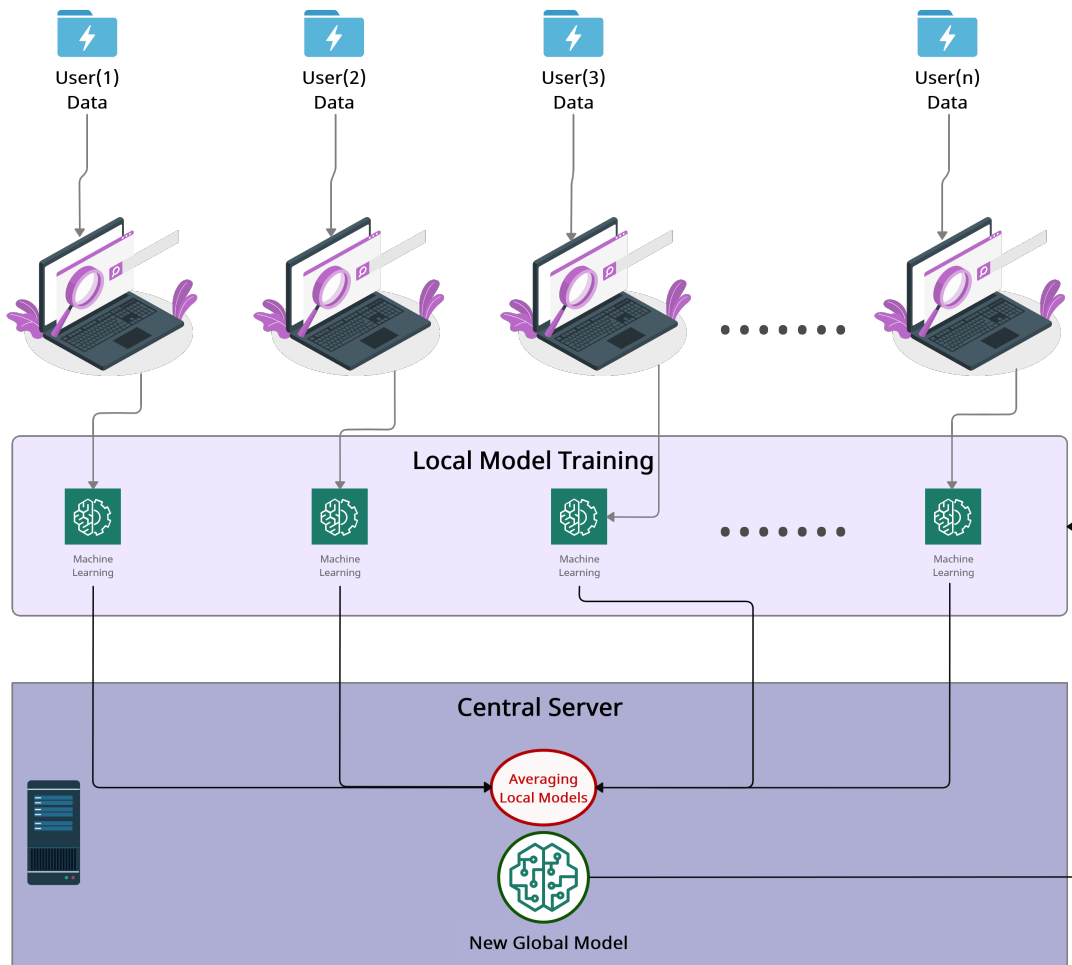 User(1)
Data
User(2)
Data
User(3)
Data
User(n)
Data
Local Model Training
Machine
Learning
Machine
Learning
Machine
Learning
Machine
Learning
Central Server
Averaging
Local Models
New Global Model